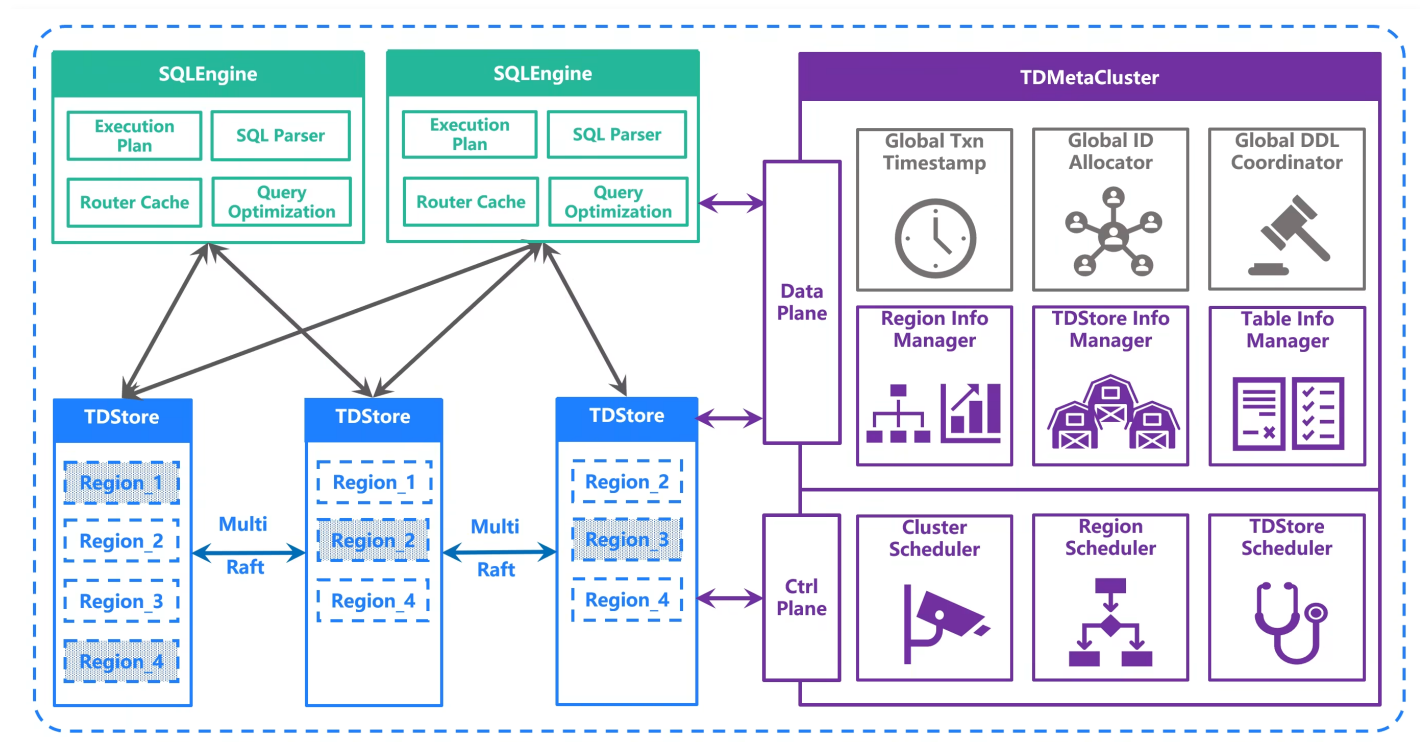 SQLEngine
Execution
Plan
SQL Parser
Router Cache
Query
Optimization
SQLEngine
Execution
Plan
SQL Parser
Router Cache
Query
Optimization
TDStore
Region_1
Region_2
Region_3
Region_4
Multi
Raft
TDStore
Region_1
Region_2
Region_4
Multi
Raft
TDStore
Region_2
Region_3
Region_4
TDMetaCluster
Data
Plane
Global Txn
Timestamp
Global ID
Allocator
Global DDL
Coordinator
Region Info
Manager
TDStore Info
Manager
Table Info
Manager
Ctrl
Plane
Cluster
Scheduler
Region
Scheduler
TDStore
Scheduler